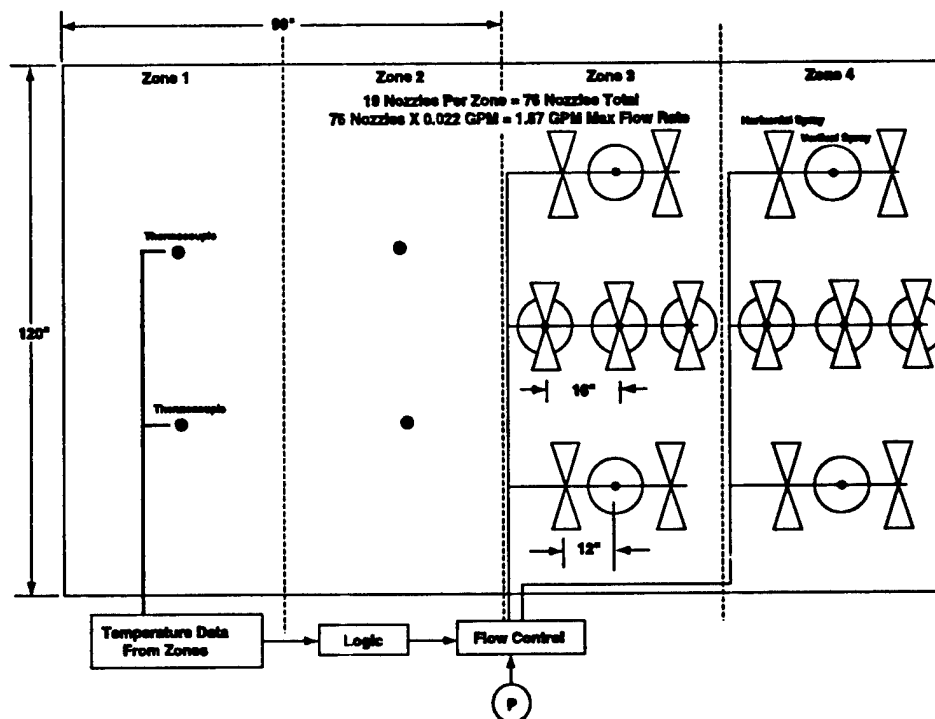 Zone 1
Zone 2
Zone 3
Zone 4
19 Nozzles Per Zone = 76 Nozzles Total
76 Nozzles X 0.022 GPM = 1.67 GPM Max Flow Rate
Horizontal Spray
Vertical Spray
Thermocouple
120"
16"
Thermocouple
12"
Temperature Data
From Zones
Logic
Flow Control
P